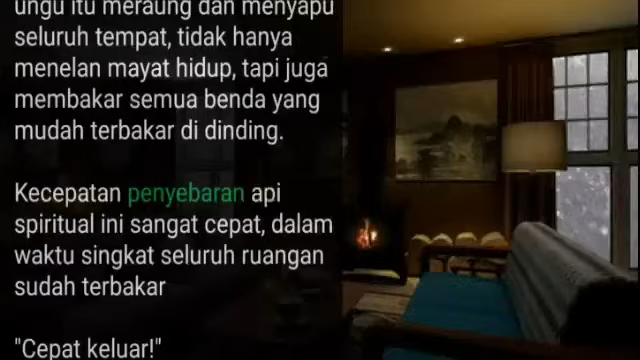 ungu itu meraung dan menyapu
seluruh tempat, tidak hanya
menelan mayat hidup, tapi juga
membakar semua benda yang
mudah terbakar di dinding.
Kecepatan penyebaran api
spiritual ini sangat cepat, dalam
waktu singkat seluruh ruangan
sudah terbakar
"Cepat keluar!"